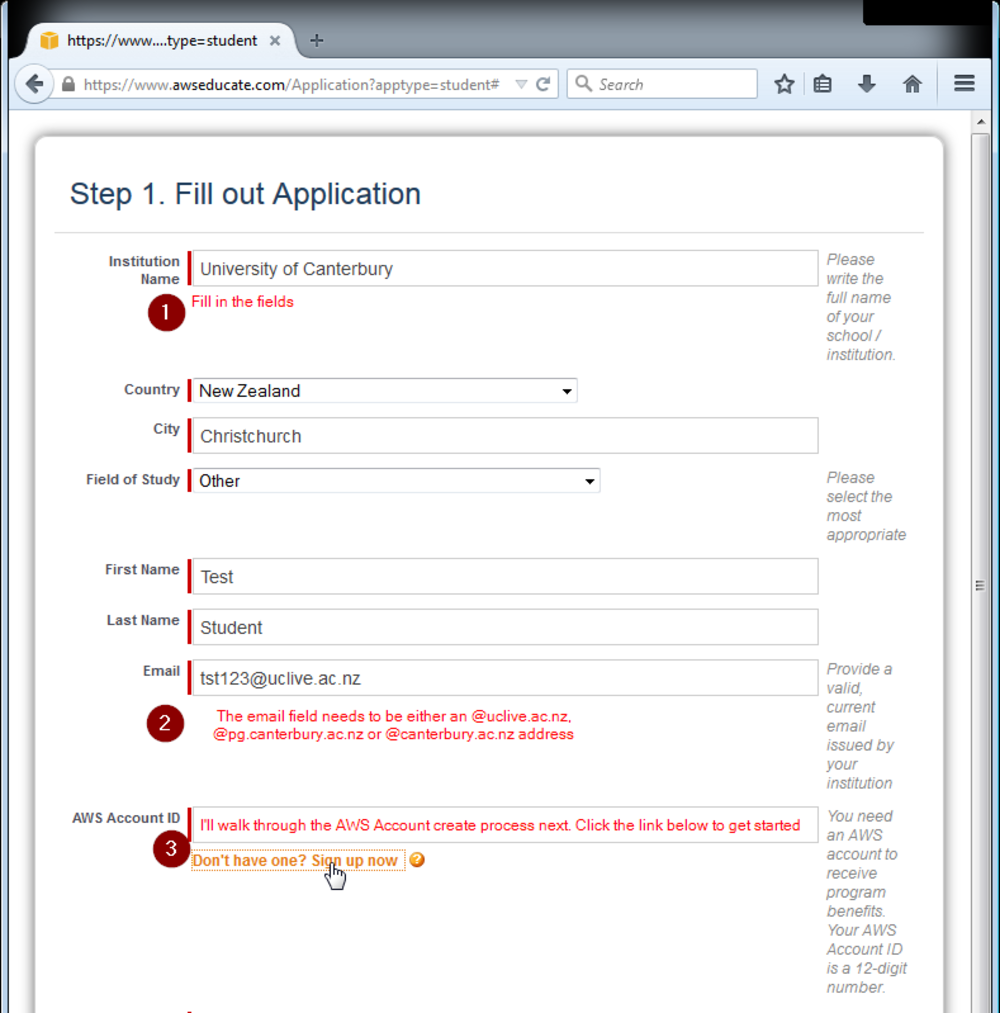 https://www....type=student
https://www.awseducate.com/Application?apptype=student#
Search
Step 1. Fill out Application
Institution
Name
University of Canterbury
Please
write the
full name
of your
school /
institution.
1
Fill in the fields
Country
New Zealand
City
Christchurch
Field of Study
Other
Please
select the
most
appropriate
First Name
Test
Last Name
Student
Email
tst123@uclive.ac.nz
Provide a
valid,
current
email
issued by
your
institution
2
The email field needs to be either an @uclive.ac.nz,
@pg.canterbury.ac.nz or @canterbury.ac.nz address
AWS Account ID
I'll walk through the AWS Account create process next. Click the link below to get started
You need
an AWS
account to
receive
program
benefits.
Your AWS
Account ID
is a 12-digit
number.
3
Don't have one? Sign up now ?